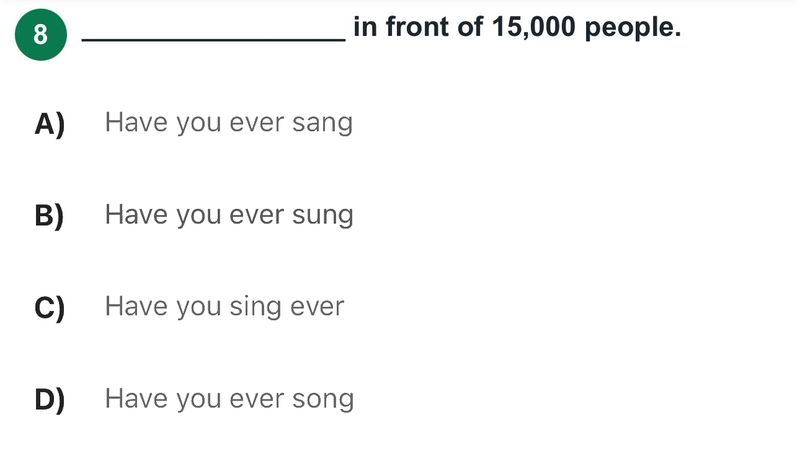 8 ________________ in front of 15,000 people.
A) Have you ever sang
B) Have you ever sung
C) Have you sing ever
D) Have you ever song